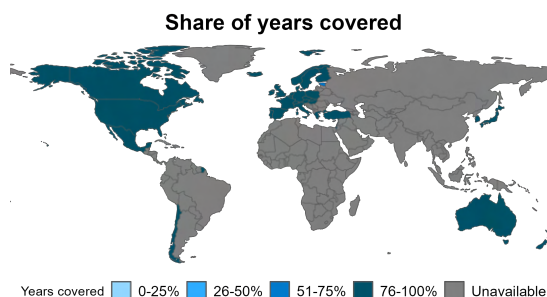 Share of years covered
Years covered 0-25% 26-50% 51-75% 76-100% Unavailable